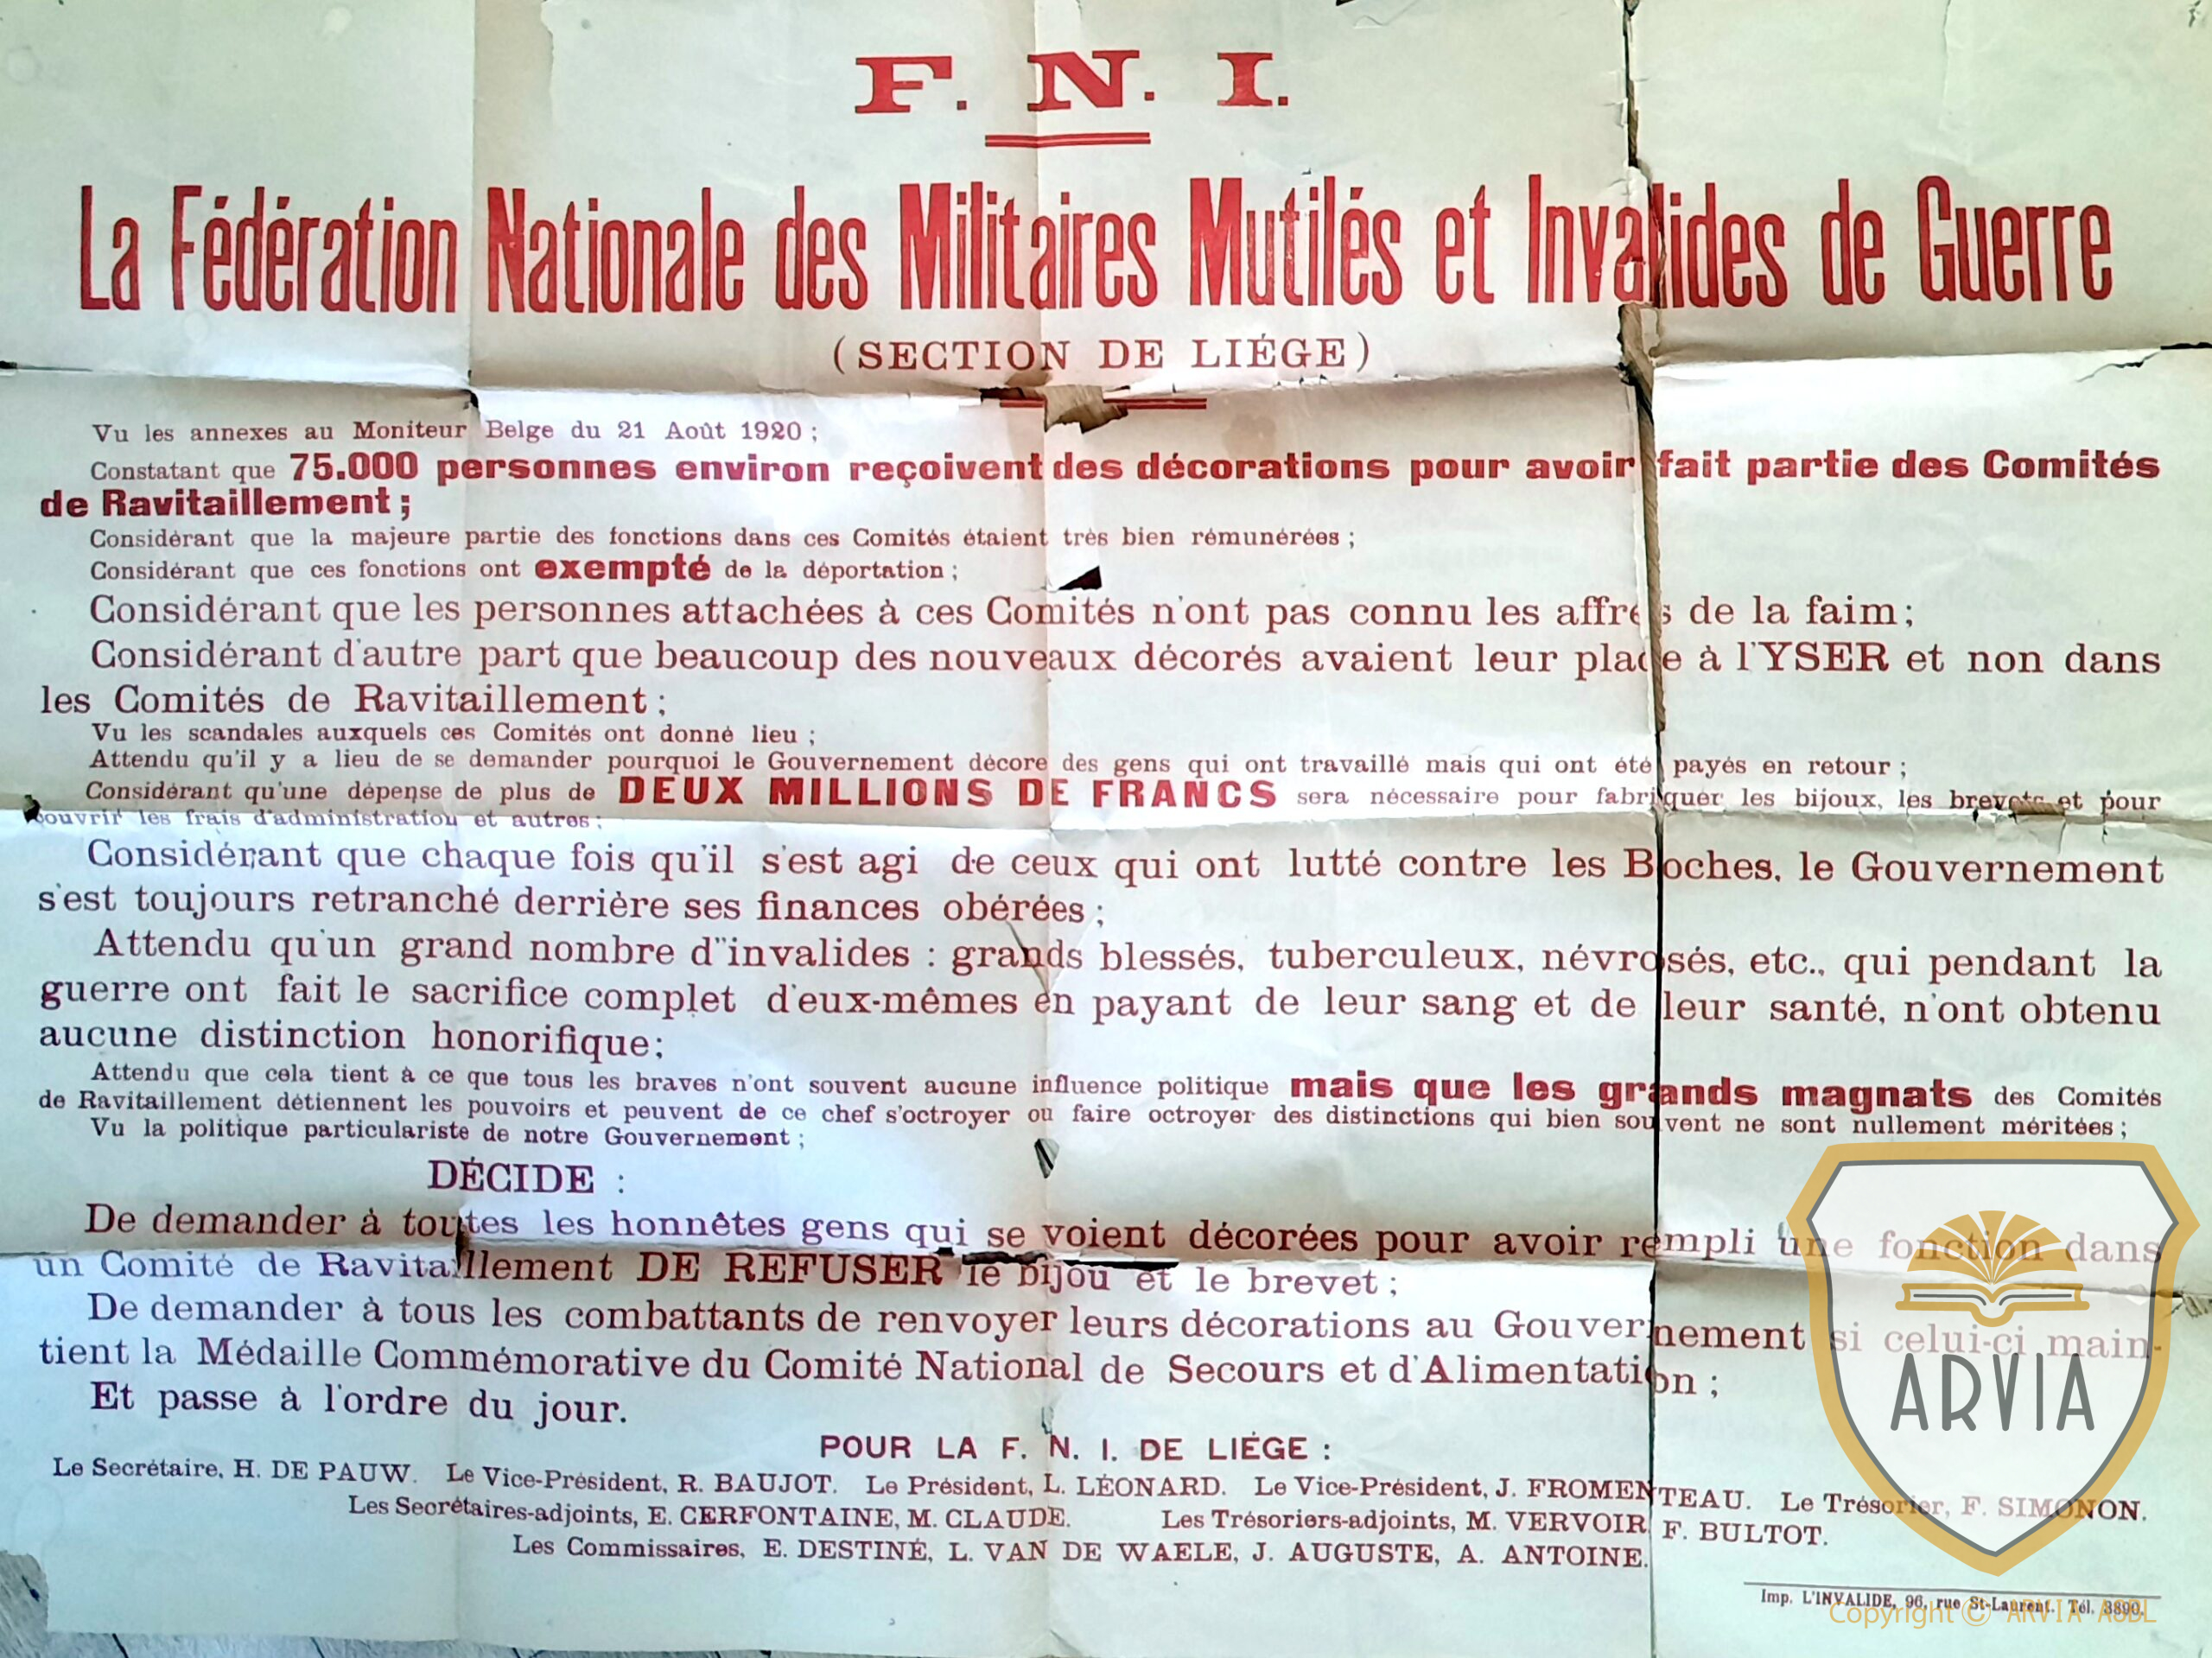 F. N. I.
La Fédération Nationale des Militaires Mutilés et Invalides de Guerre
(SECTION DE LIÉGE)
Vu les annexes au Moniteur Belge du 21 Août 1920 ;
Constatant que 75.000 personnes environ reçoivent des décorations pour avoir fait partie des Comités
de Ravitaillement ;
Considérant que la majeure partie des fonctions dans ces Comités étaient très bien rémunérées ;
Considérant que ces fonctions ont exempté de la déportation ;
Considérant que les personnes attachées à ces Comités n'ont pas connu les affres de la faim ;
Considérant d'autre part que beaucoup des nouveaux décorés avaient leur place à l'YSER et non dans
les Comités de Ravitaillement ;
Vu les scandales auxquels ces Comités ont donné lieu ;
Attendu qu'il y a lieu de se demander pourquoi le Gouvernement décore des gens qui ont travaillé mais qui ont été payés en retour ;
Considérant qu'une dépense de plus de DEUX MILLIONS DE FRANCS sera nécessaire pour fabriquer les bijoux, les brevets et pour
couvrir les frais d'administration et autres ;
Considérant que chaque fois qu'il s'est agi de ceux qui ont lutté contre les Boches, le Gouvernement
s'est toujours retranché derrière ses finances obérées ;
Attendu qu'un grand nombre d''invalides : grands blessés, tuberculeux, névrosés, etc., qui pendant la
guerre ont fait le sacrifice complet d'eux-mêmes en payant de leur sang et de leur santé, n'ont obtenu
aucune distinction honorifique ;
Attendu que cela tient à ce que tous les braves n'ont souvent aucune influence politique mais que les grands magnats des Comités
de Ravitaillement détiennent les pouvoirs et peuvent de ce chef s'octroyer ou faire octroyer des distinctions qui bien souvent ne sont nullement méritées ;
Vu la politique particulariste de notre Gouvernement ;
DÉCIDE :
De demander à toutes les honnêtes gens qui se voient décorées pour avoir rempli une fonction dans
un Comité de Ravitaillement DE REFUSER le bijou et le brevet ;
De demander à tous les combattants de renvoyer leurs décorations au Gouvernement si celui-ci main-
tient la Médaille Commémorative du Comité National de Secours et d'Alimentation ;
Et passe à l'ordre du jour.
POUR LA F. N. I. DE LIÉGE :
Le Secrétaire, H. DE PAUW. Le Vice-Président, R. BAUJOT. Le Président, L. LÉONARD. Le Vice-Président, J. FROMENTEAU. Le Trésorier, F. SIMONON.
Les Secrétaires-adjoints, E. CERFONTAINE, M. CLAUDE. Les Trésoriers-adjoints, M. VERVOIR, F. BULTOT.
Les Commissaires, E. DESTINÉ, L. VAN DE WAELE, J. AUGUSTE, A. ANTOINE.
Imp. L'INVALIDE, 96, rue St-Laurent. Tél. 3890.
ARVIA
Copyright © ARVIA ASBL